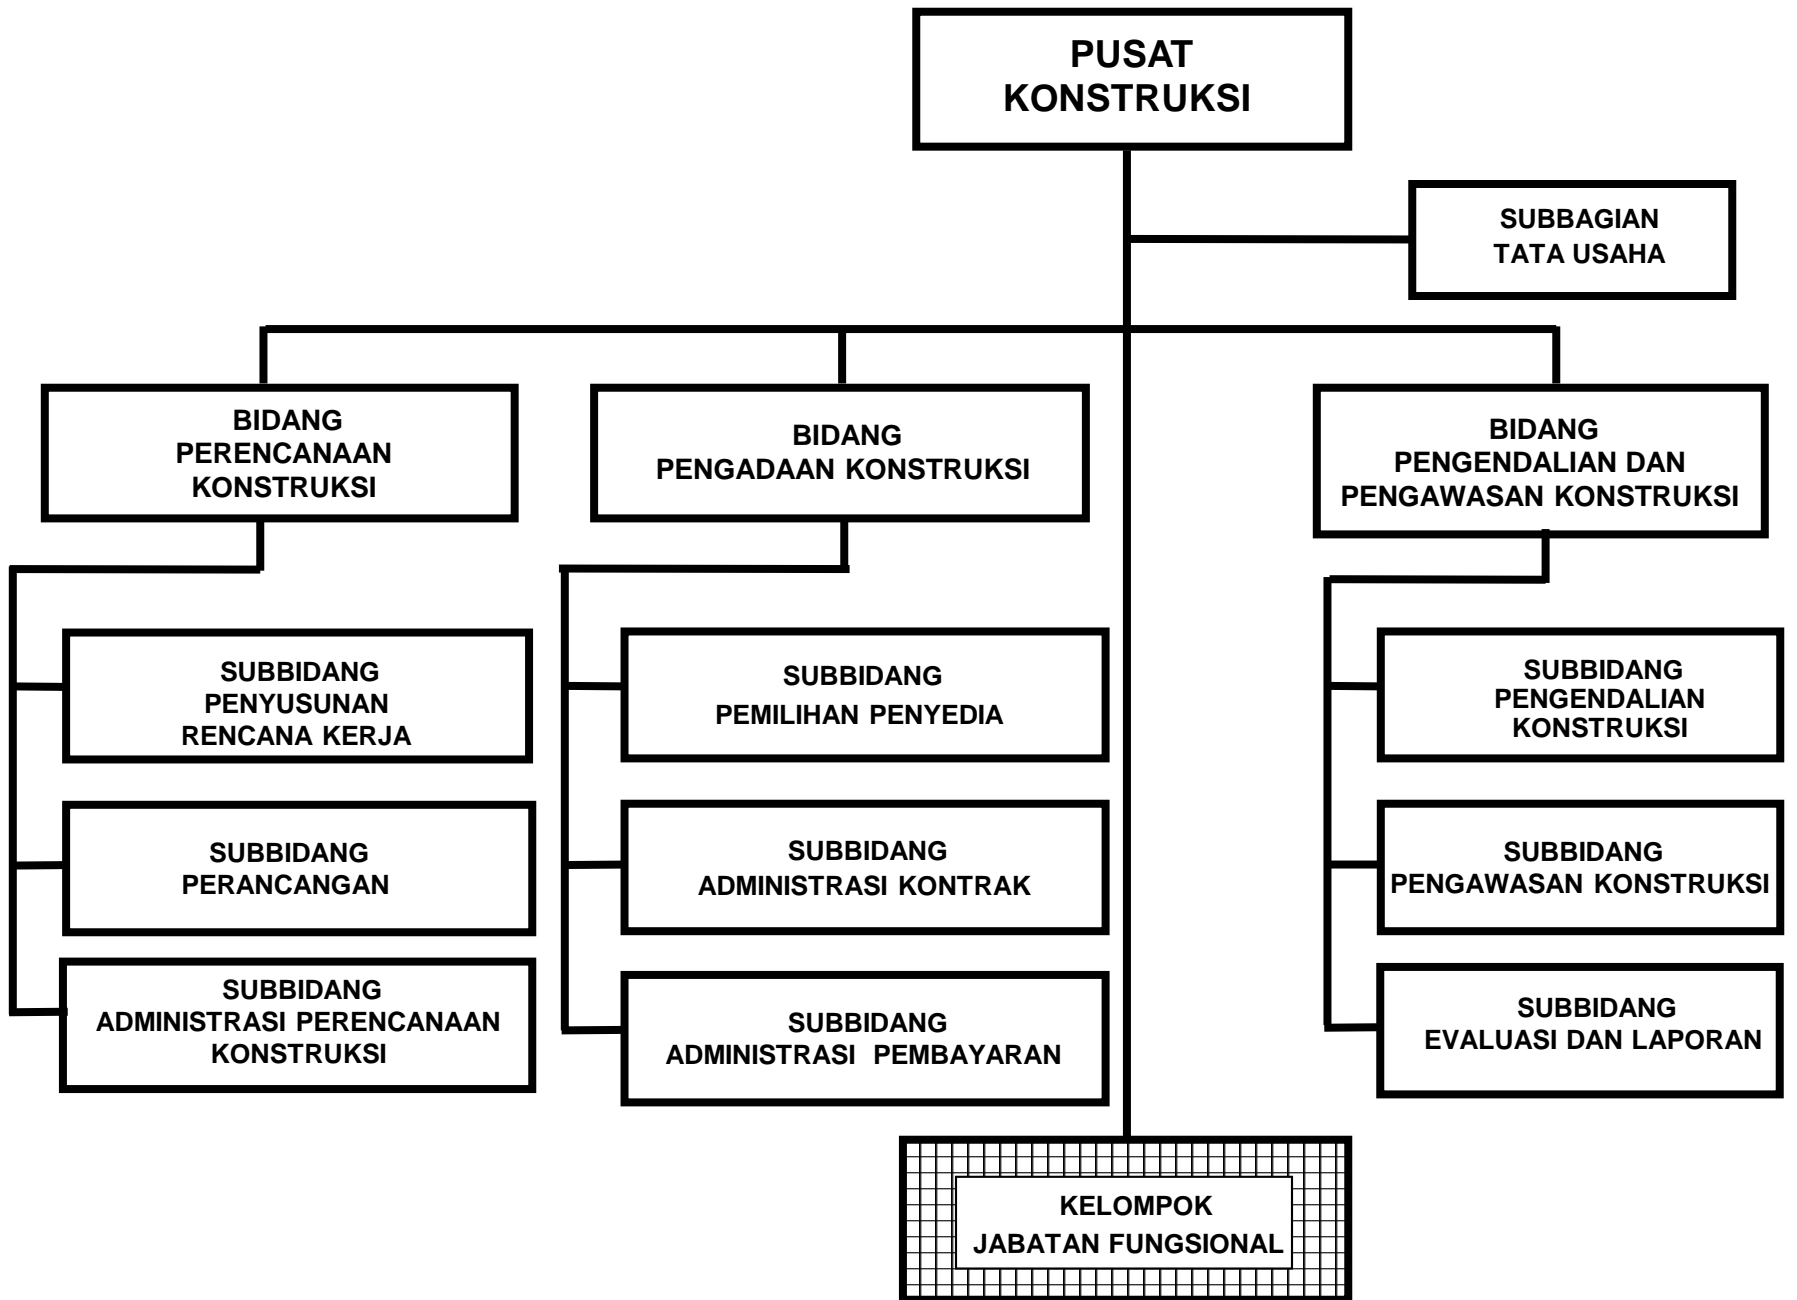 PUSAT
KONSTRUKSI
SUBBAGIAN
TATA USAHA
BIDANG
PERENCANAAN
KONSTRUKSI
BIDANG
PENGADAAN KONSTRUKSI
BIDANG
PENGENDALIAN DAN
PENGAWASAN KONSTRUKSI
SUBBIDANG
PENYUSUNAN
RENCANA KERJA
SUBBIDANG
PERANCANGAN
SUBBIDANG
ADMINISTRASI PERENCANAAN
KONSTRUKSI
SUBBIDANG
PEMILIHAN PENYEDIA
SUBBIDANG
ADMINISTRASI KONTRAK
SUBBIDANG
ADMINISTRASI PEMBAYARAN
SUBBIDANG
PENGENDALIAN
KONSTRUKSI
SUBBIDANG
PENGAWASAN KONSTRUKSI
SUBBIDANG
EVALUASI DAN LAPORAN
KELOMPOK
JABATAN FUNGSIONAL